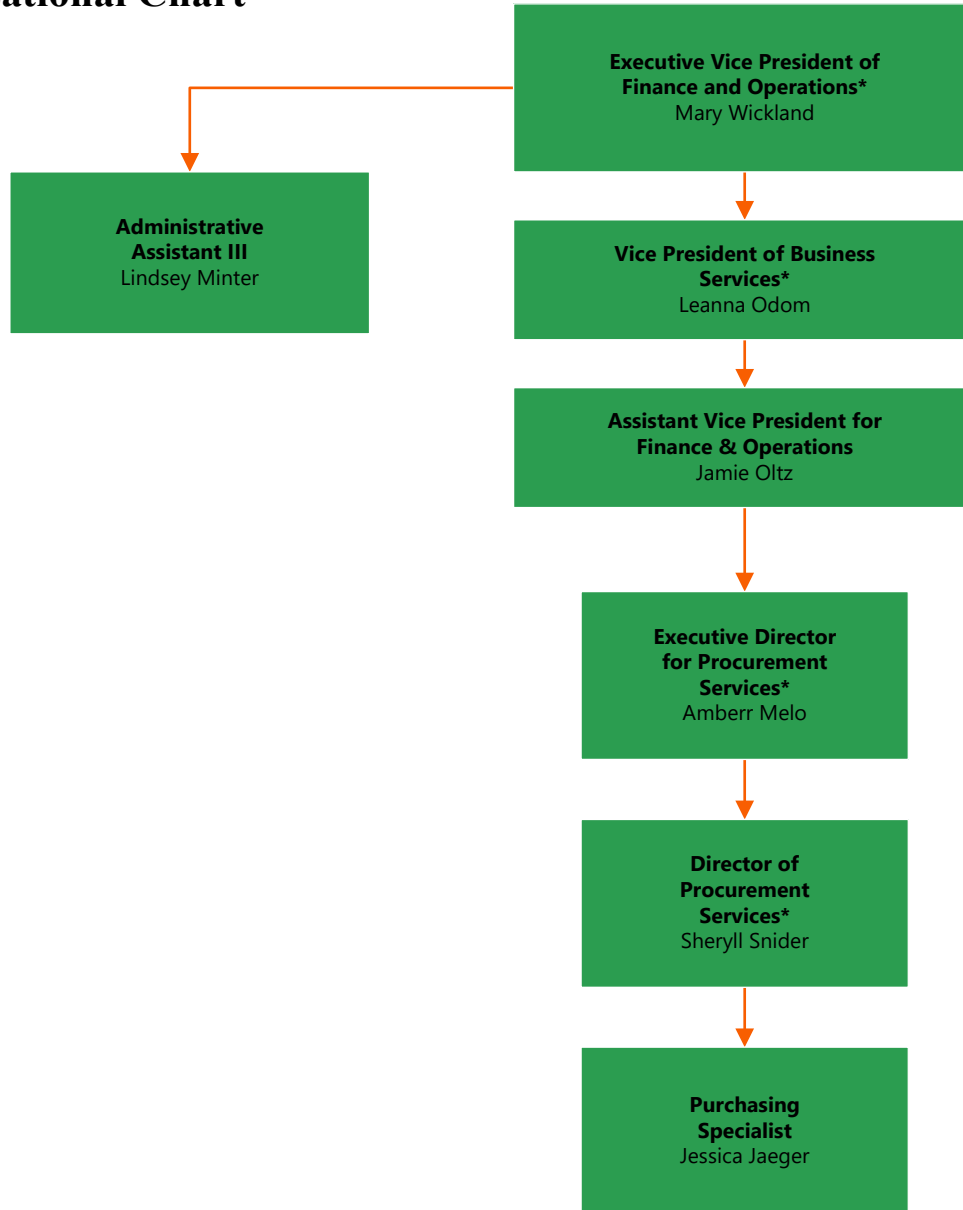 Chart
Executive Vice President of
Finance and Operations*
Mary Wickland
Administrative
Assistant III
Lindsey Minter
Vice President of Business
Services*
Leanna Odom
Assistant Vice President for
Finance & Operations
Jamie Oltz
Executive Director
for Procurement
Services*
Amberr Melo
Director of
Procurement
Services*
Sheryll Snider
Purchasing
Specialist
Jessica Jaeger